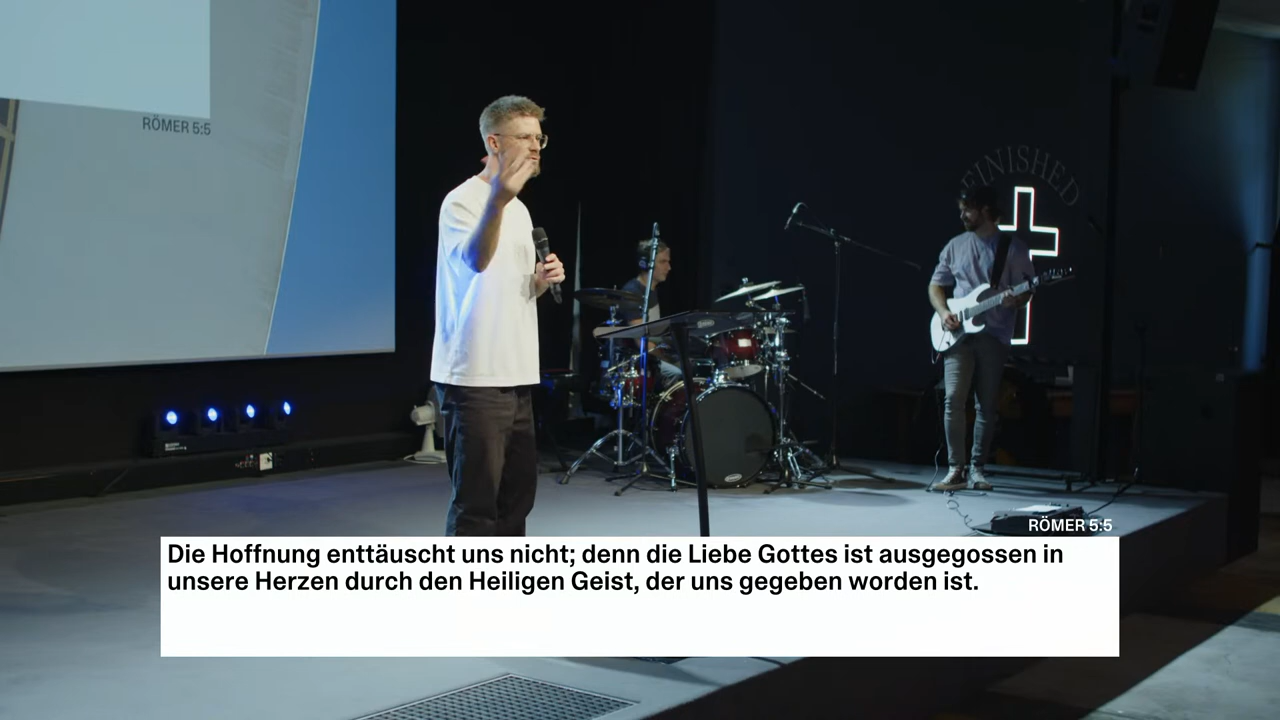 RÖMER 5:5
FINISHED
RÖMER 5:5
Die Hoffnung enttäuscht uns nicht; denn die Liebe Gottes ist ausgegossen in
unsere Herzen durch den Heiligen Geist, der uns gegeben worden ist.